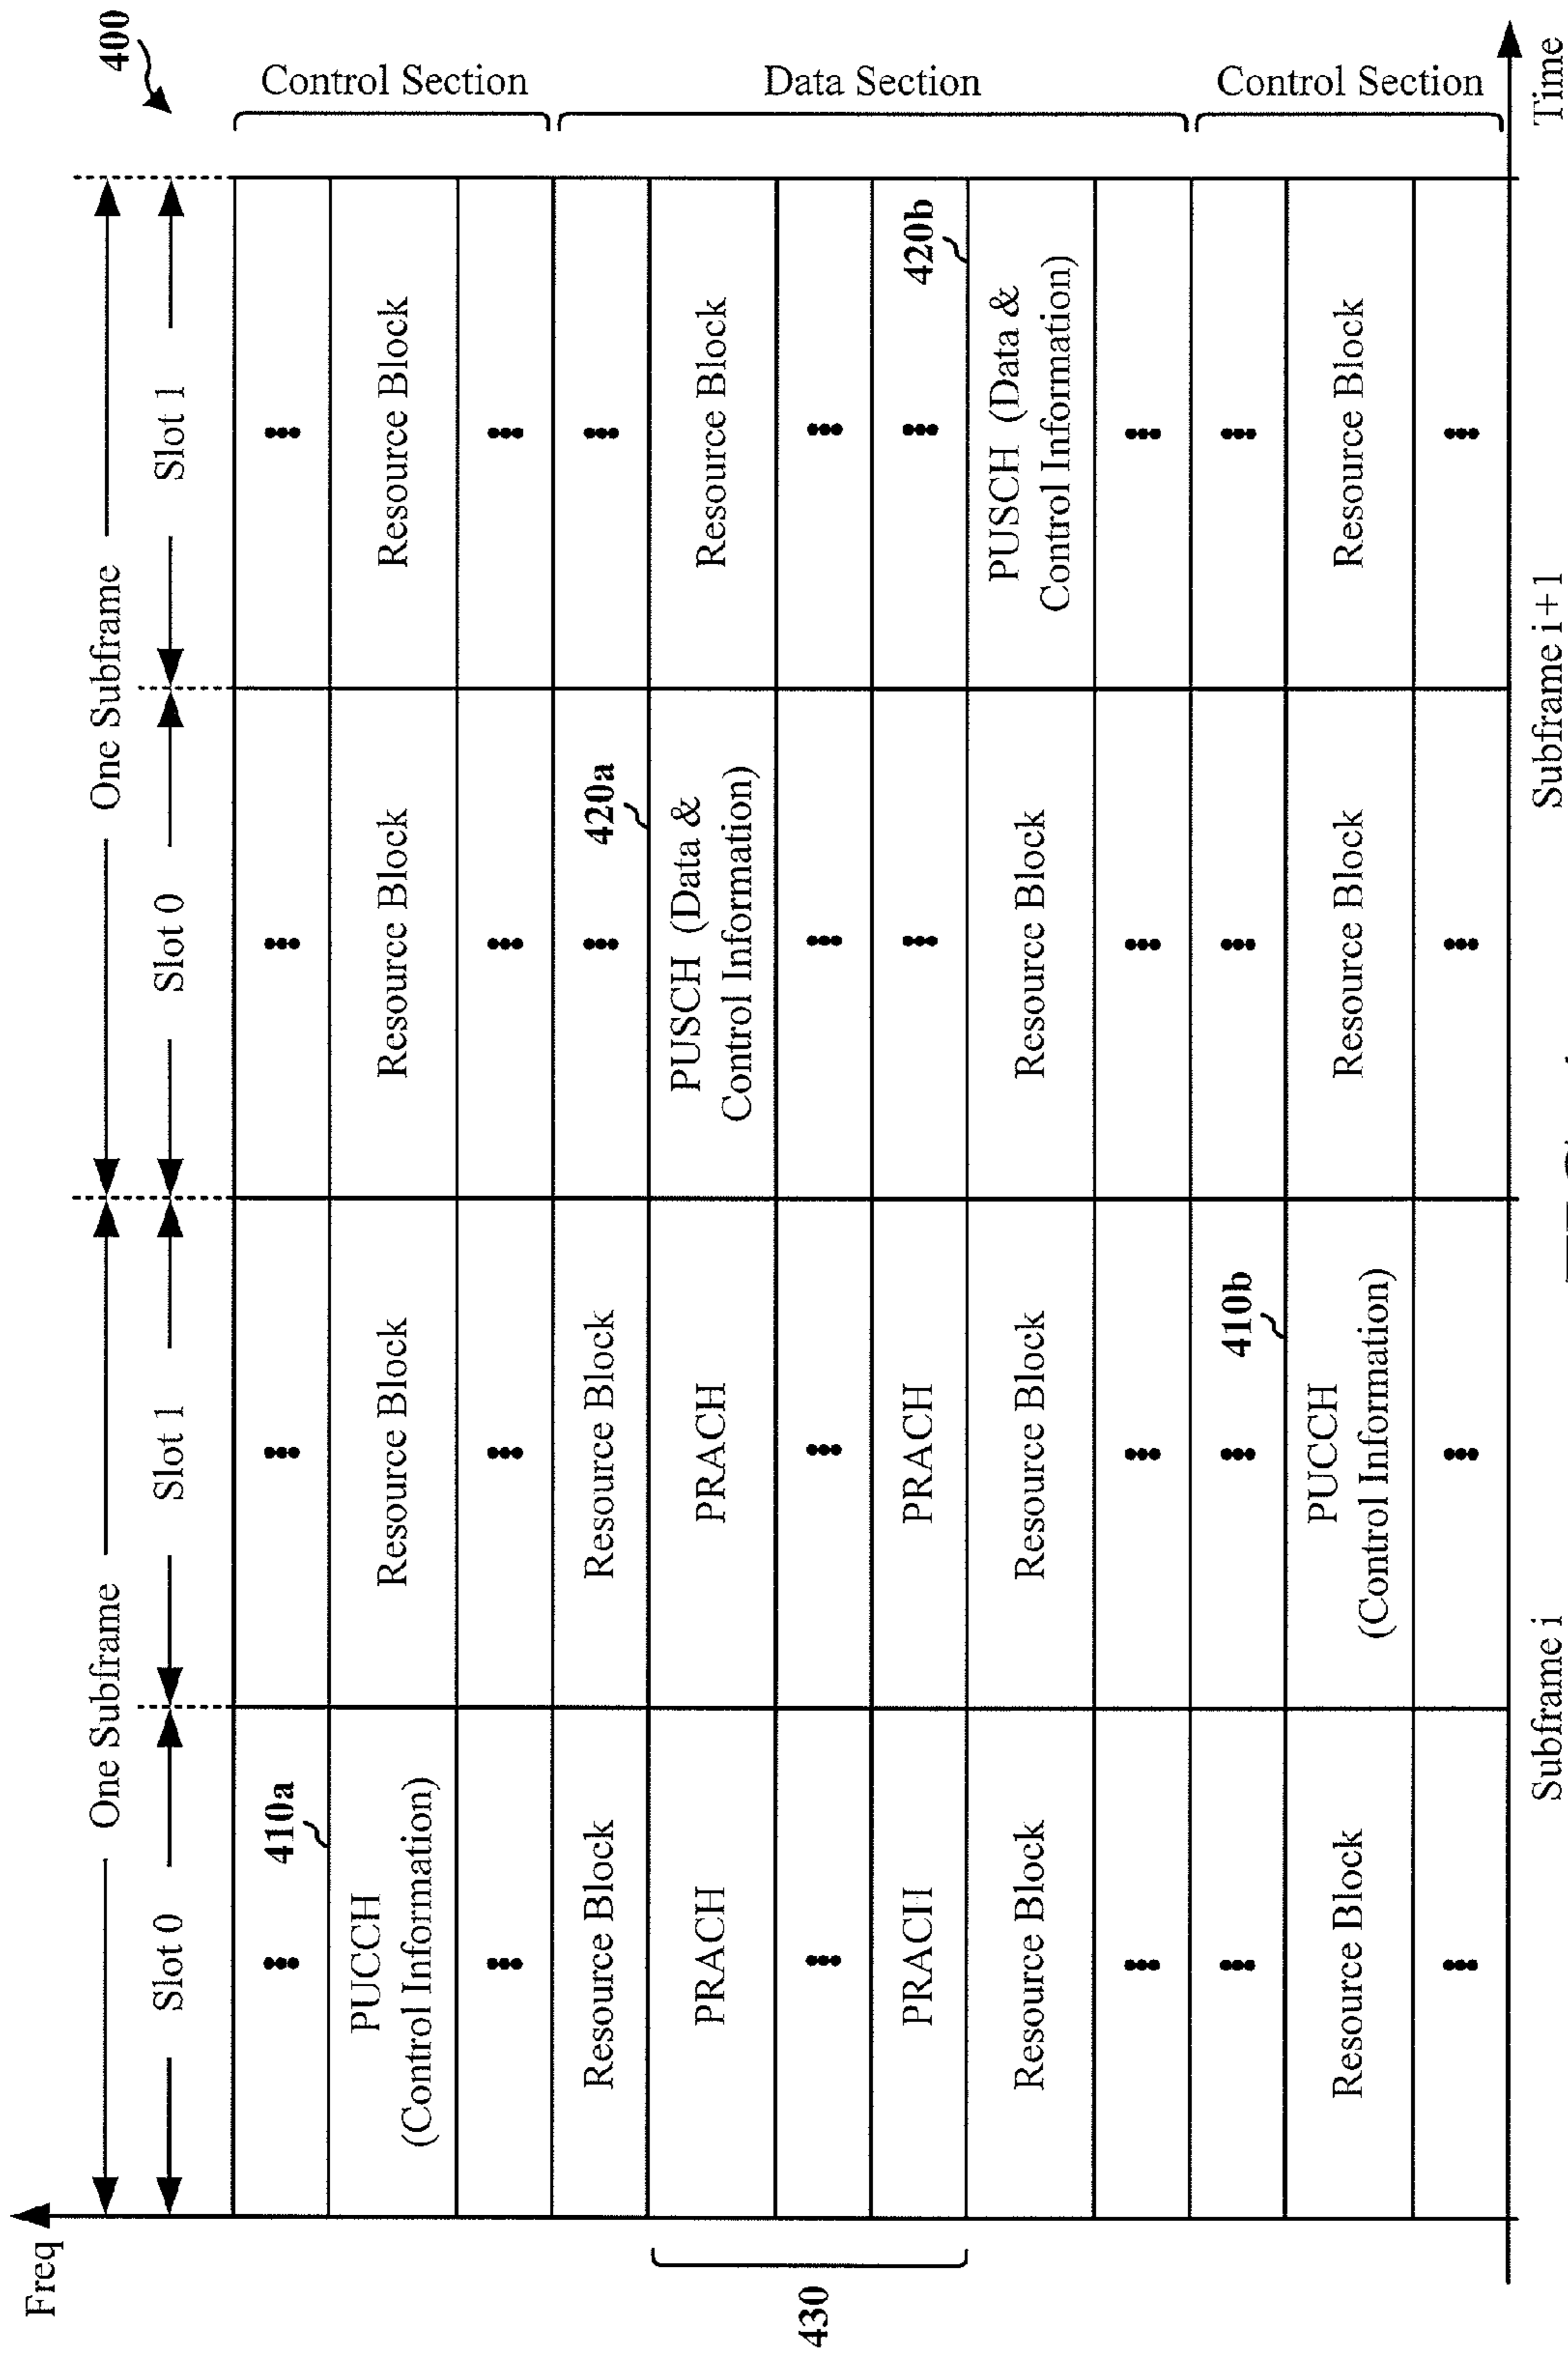 400
Freq
One Subframe
One Subframe
Slot 0
Slot 1
Slot 0
Slot 1
410a
PUCCH
(Control Information)
Resource Block
Resource Block
Resource Block
Control Section
420a
Resource Block
Resource Block
PRACH
PRACH
PUSCH (Data &
Control Information)
Resource Block
430
Data Section
PRACH
PRACH
420b
Resource Block
Resource Block
Resource Block
PUSCH (Data &
Control Information)
410b
Resource Block
PUCCH
(Control Information)
Resource Block
Resource Block
Control Section
Subframe i
Subframe i+1
Time